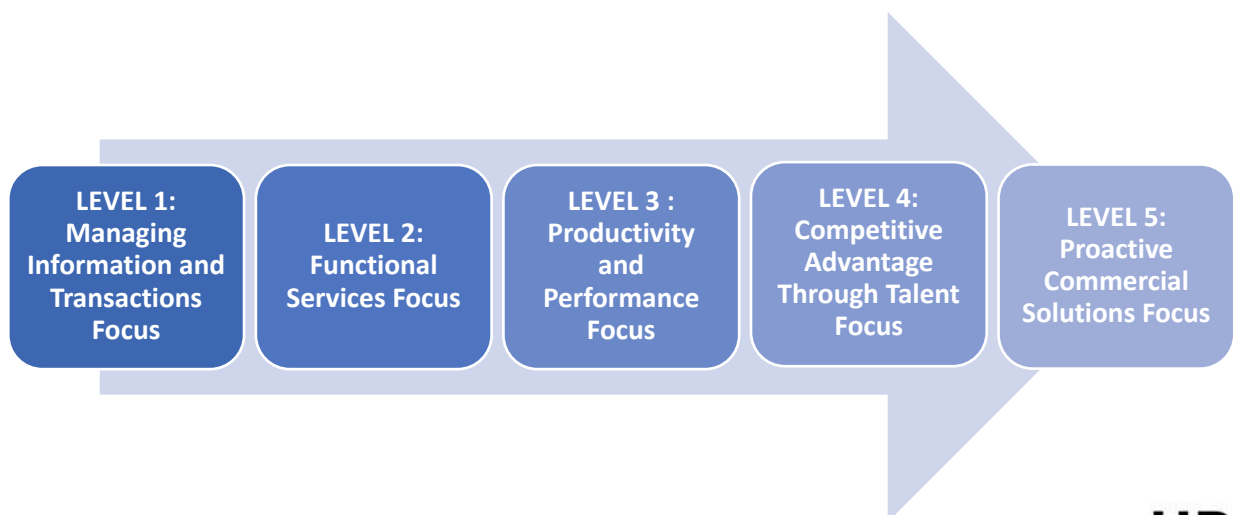 LEVEL 1:
Managing
Information and
Transactions
Focus
LEVEL 2:
Functional
Services Focus
LEVEL 3 :
Productivity
and
Performance
Focus
LEVEL 4:
Competitive
Advantage
Through Talent
Focus
LEVEL 5:
Proactive
Commercial
Solutions Focus